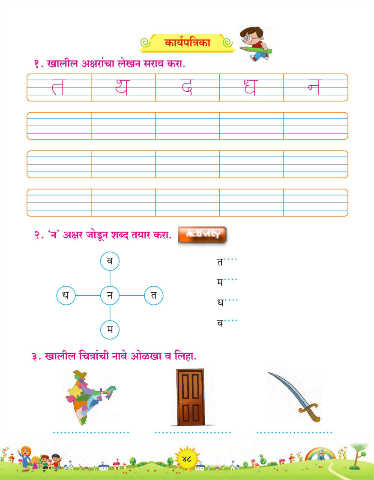 कार्यपत्रिका
१. खालील अक्षरांचा लेखन सराव करा.
त थ द ध न
२. 'न' अक्षर जोडून शब्द तयार करा. Activity
व
ध न त
म
त····
म····
ध····
व····
३. खालील चित्रांची नावे ओळखा व लिहा.
४८